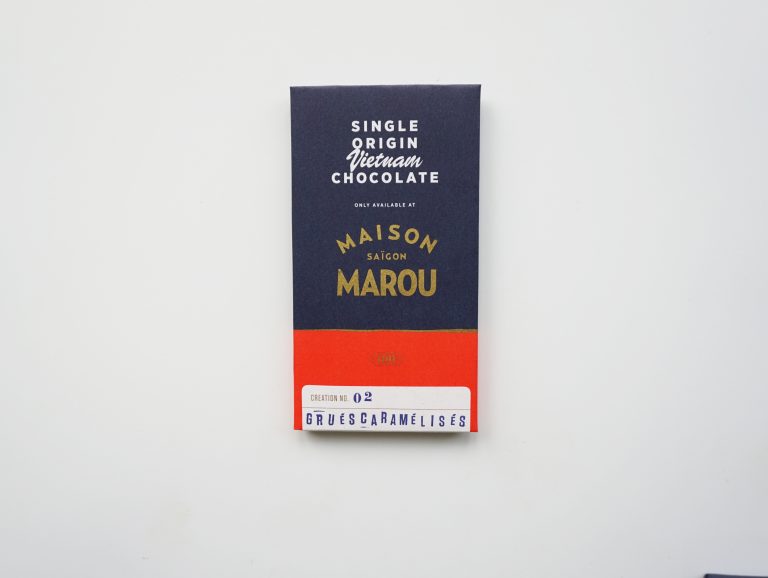 SINGLE
ORIGIN
Vietnam
CHOCOLATE
ONLY AVAILABLE AT
MAISON
SAÏGON
MAROU
CREATION NO. 02
GRUÉS CARAMÉLISÉS